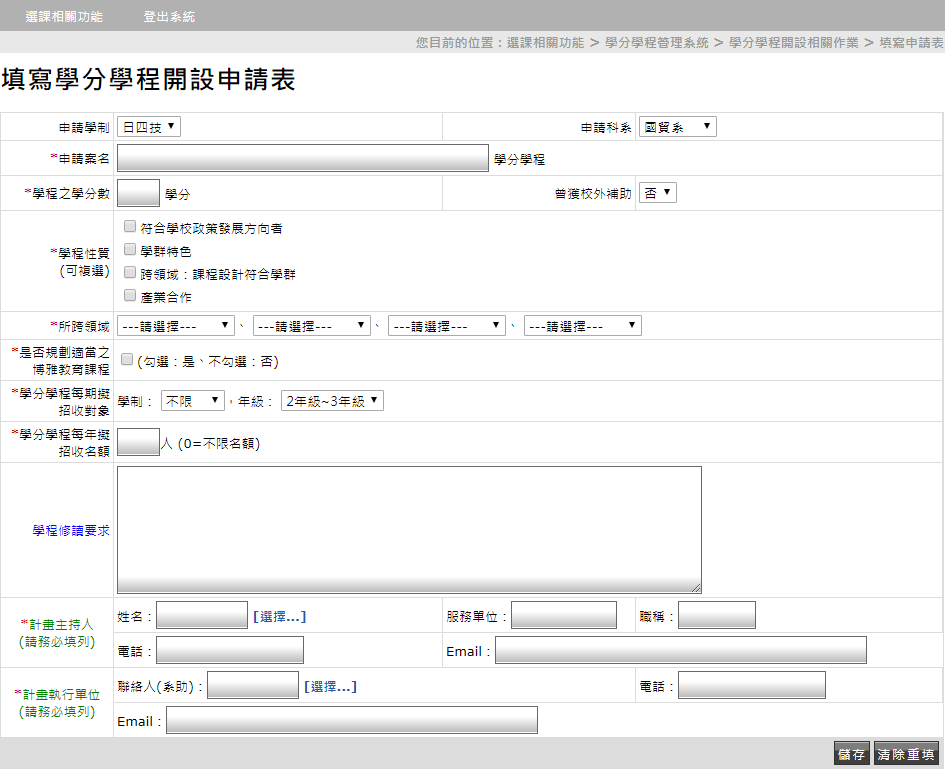 選課相關功能 登出系統
您目前的位置：選課相關功能 > 學分學程管理系統 > 學分學程開設相關作業 > 填寫申請表
填寫學分學程開設申請表
申請學制 日四技 申請科系 國貿系
*申請案名 學分學程
*學程之學分數 學分 曾獲校外補助 否
*學程性質
(可複選)
符合學校政策發展方向者
學群特色
跨領域：課程設計符合學群
產業合作
*所跨領域 ---請選擇--- 、 ---請選擇--- 、 ---請選擇--- 、 ---請選擇---
*是否規劃適當之
博雅教育課程
(勾選：是、不勾選：否)
*學分學程每期擬
招收對象
學制： 不限 ，年級： 2年級~3年級
*學分學程每年擬
招收名額
人 (0=不限名額)
學程修讀要求
*計畫主持人
(請務必填列)
姓名： [選擇...] 服務單位： 職稱：
電話： Email：
*計畫執行單位
(請務必填列)
聯絡人(系助)： [選擇...] 電話：
Email：
儲存 清除重填